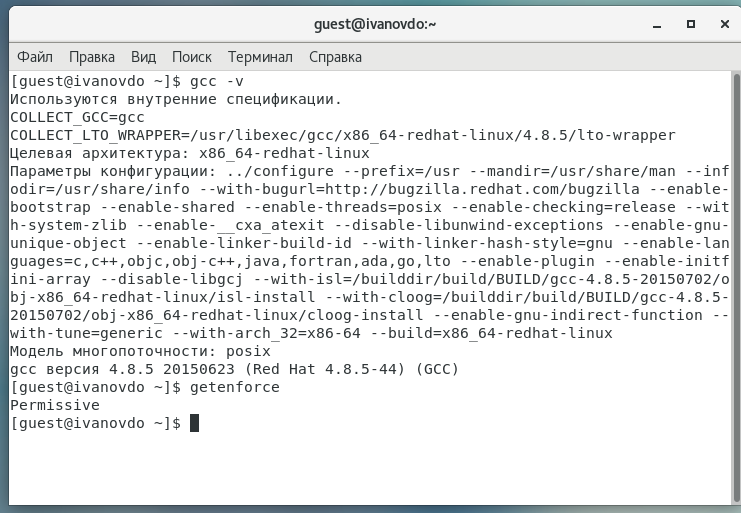 guest@ivanovdo:~
Файл Правка Вид Поиск Терминал Справка
[guest@ivanovdo ~]$ gcc -v
Используются внутренние спецификации.
COLLECT_GCC=gcc
COLLECT_LTO_WRAPPER=/usr/libexec/gcc/x86_64-redhat-linux/4.8.5/lto-wrapper
Целевая архитектура: x86_64-redhat-linux
Параметры конфигурации: ../configure --prefix=/usr --mandir=/usr/share/man --inf
odir=/usr/share/info --with-bugurl=http://bugzilla.redhat.com/bugzilla --enable-
bootstrap --enable-shared --enable-threads=posix --enable-checking=release --wit
h-system-zlib --enable-__cxa_atexit --disable-libunwind-exceptions --enable-gnu-
unique-object --enable-linker-build-id --with-linker-hash-style=gnu --enable-lan
guages=c,c++,objc,obj-c++,java,fortran,ada,go,lto --enable-plugin --enable-initf
ini-array --disable-libgcj --with-isl=/builddir/build/BUILD/gcc-4.8.5-20150702/o
bj-x86_64-redhat-linux/isl-install --with-cloog=/builddir/build/BUILD/gcc-4.8.5-
20150702/obj-x86_64-redhat-linux/cloog-install --enable-gnu-indirect-function --
with-tune=generic --with-arch_32=x86-64 --build=x86_64-redhat-linux
Модель многопоточности: posix
gcc версия 4.8.5 20150623 (Red Hat 4.8.5-44) (GCC)
[guest@ivanovdo ~]$ getenforce
Permissive
[guest@ivanovdo ~]$